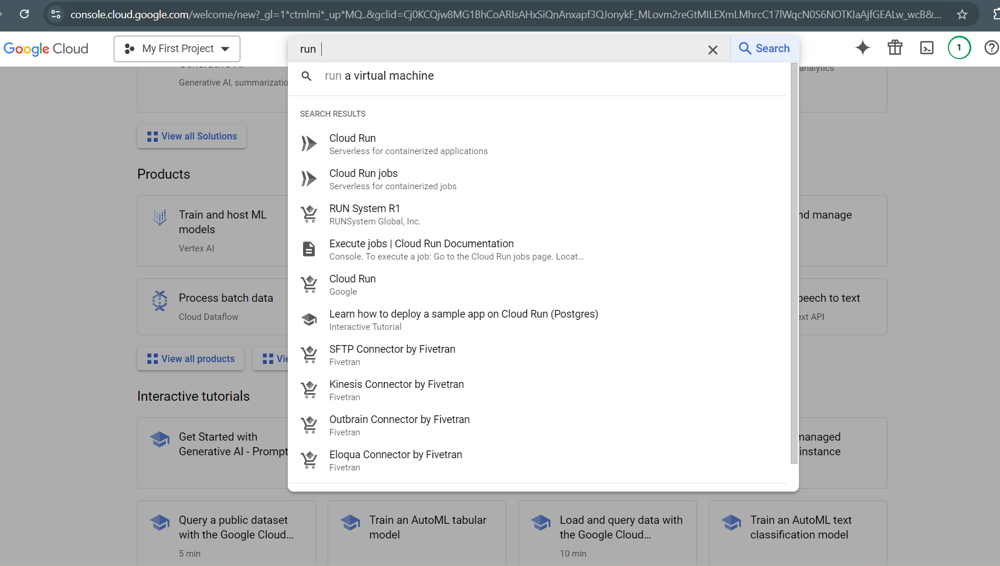 console.cloud.google.com/welcome/new?_gl=1*ctmlmi*_up*MQ..&gclid=Cj0KCQjw8MG1BhCoARIsAHxSiQnAnxapf3QJonykF_MLovm2reGtMILEXmLMhrcC17lWqcN0S6NOTKIaAjfGEALw_wcB&...
Google Cloud
My First Project
run
Search
1
run a virtual machine
Generative AI, summarizatio
analytics
SEARCH RESULTS
Cloud Run
Serverless for containerized applications
Cloud Run jobs
Serverless for containerized jobs
RUN System R1
RUNSystem Global, Inc.
Execute jobs | Cloud Run Documentation
Console. To execute a job: Go to the Cloud Run jobs page. Locat...
Cloud Run
Google
Learn how to deploy a sample app on Cloud Run (Postgres)
Interactive Tutorial
SFTP Connector by Fivetran
Fivetran
Kinesis Connector by Fivetran
Fivetran
Outbrain Connector by Fivetran
Fivetran
Eloqua Connector by Fivetran
Fivetran
View all Solutions
Products
Train and host ML
models
Vertex AI
nd manage
Process batch data
Cloud Dataflow
peech to text
ext API
View all products
Vie
Interactive tutorials
Get Started with
Generative AI - Prompt
managed
instance
Query a public dataset
with the Google Cloud...
5 min
Train an AutoML tabular
model
Load and query data with
the Google Cloud...
10 min
Train an AutoML text
classification model